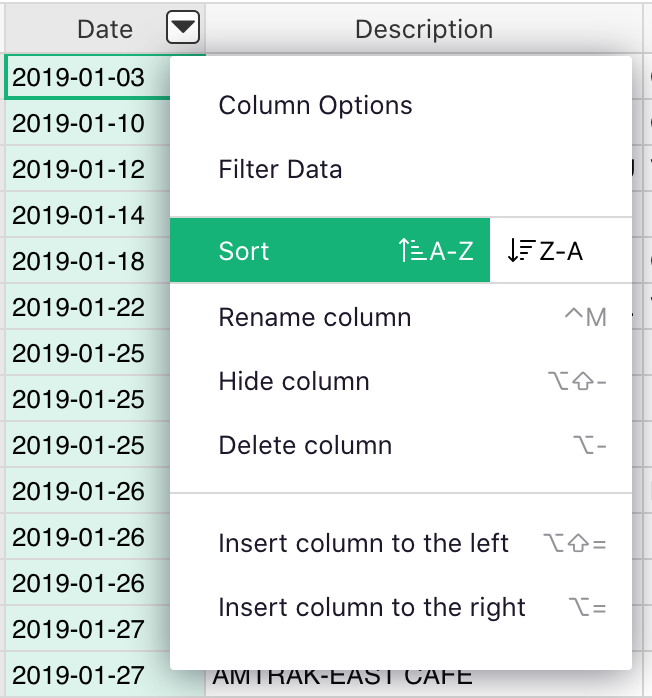 Date Description
2019-01-03
Column Options
2019-01-10
Filter Data
2019-01-12
2019-01-14
Sort A-Z Z-A
2019-01-18
Rename column ^M
2019-01-22
2019-01-25
Hide column ⌥⇧-
2019-01-25
Delete column ⌥-
2019-01-25
2019-01-26
Insert column to the left ⌥⇧=
2019-01-26
2019-01-26
Insert column to the right ⌥=
2019-01-27
2019-01-27 AMTRAK-EAST CAFE